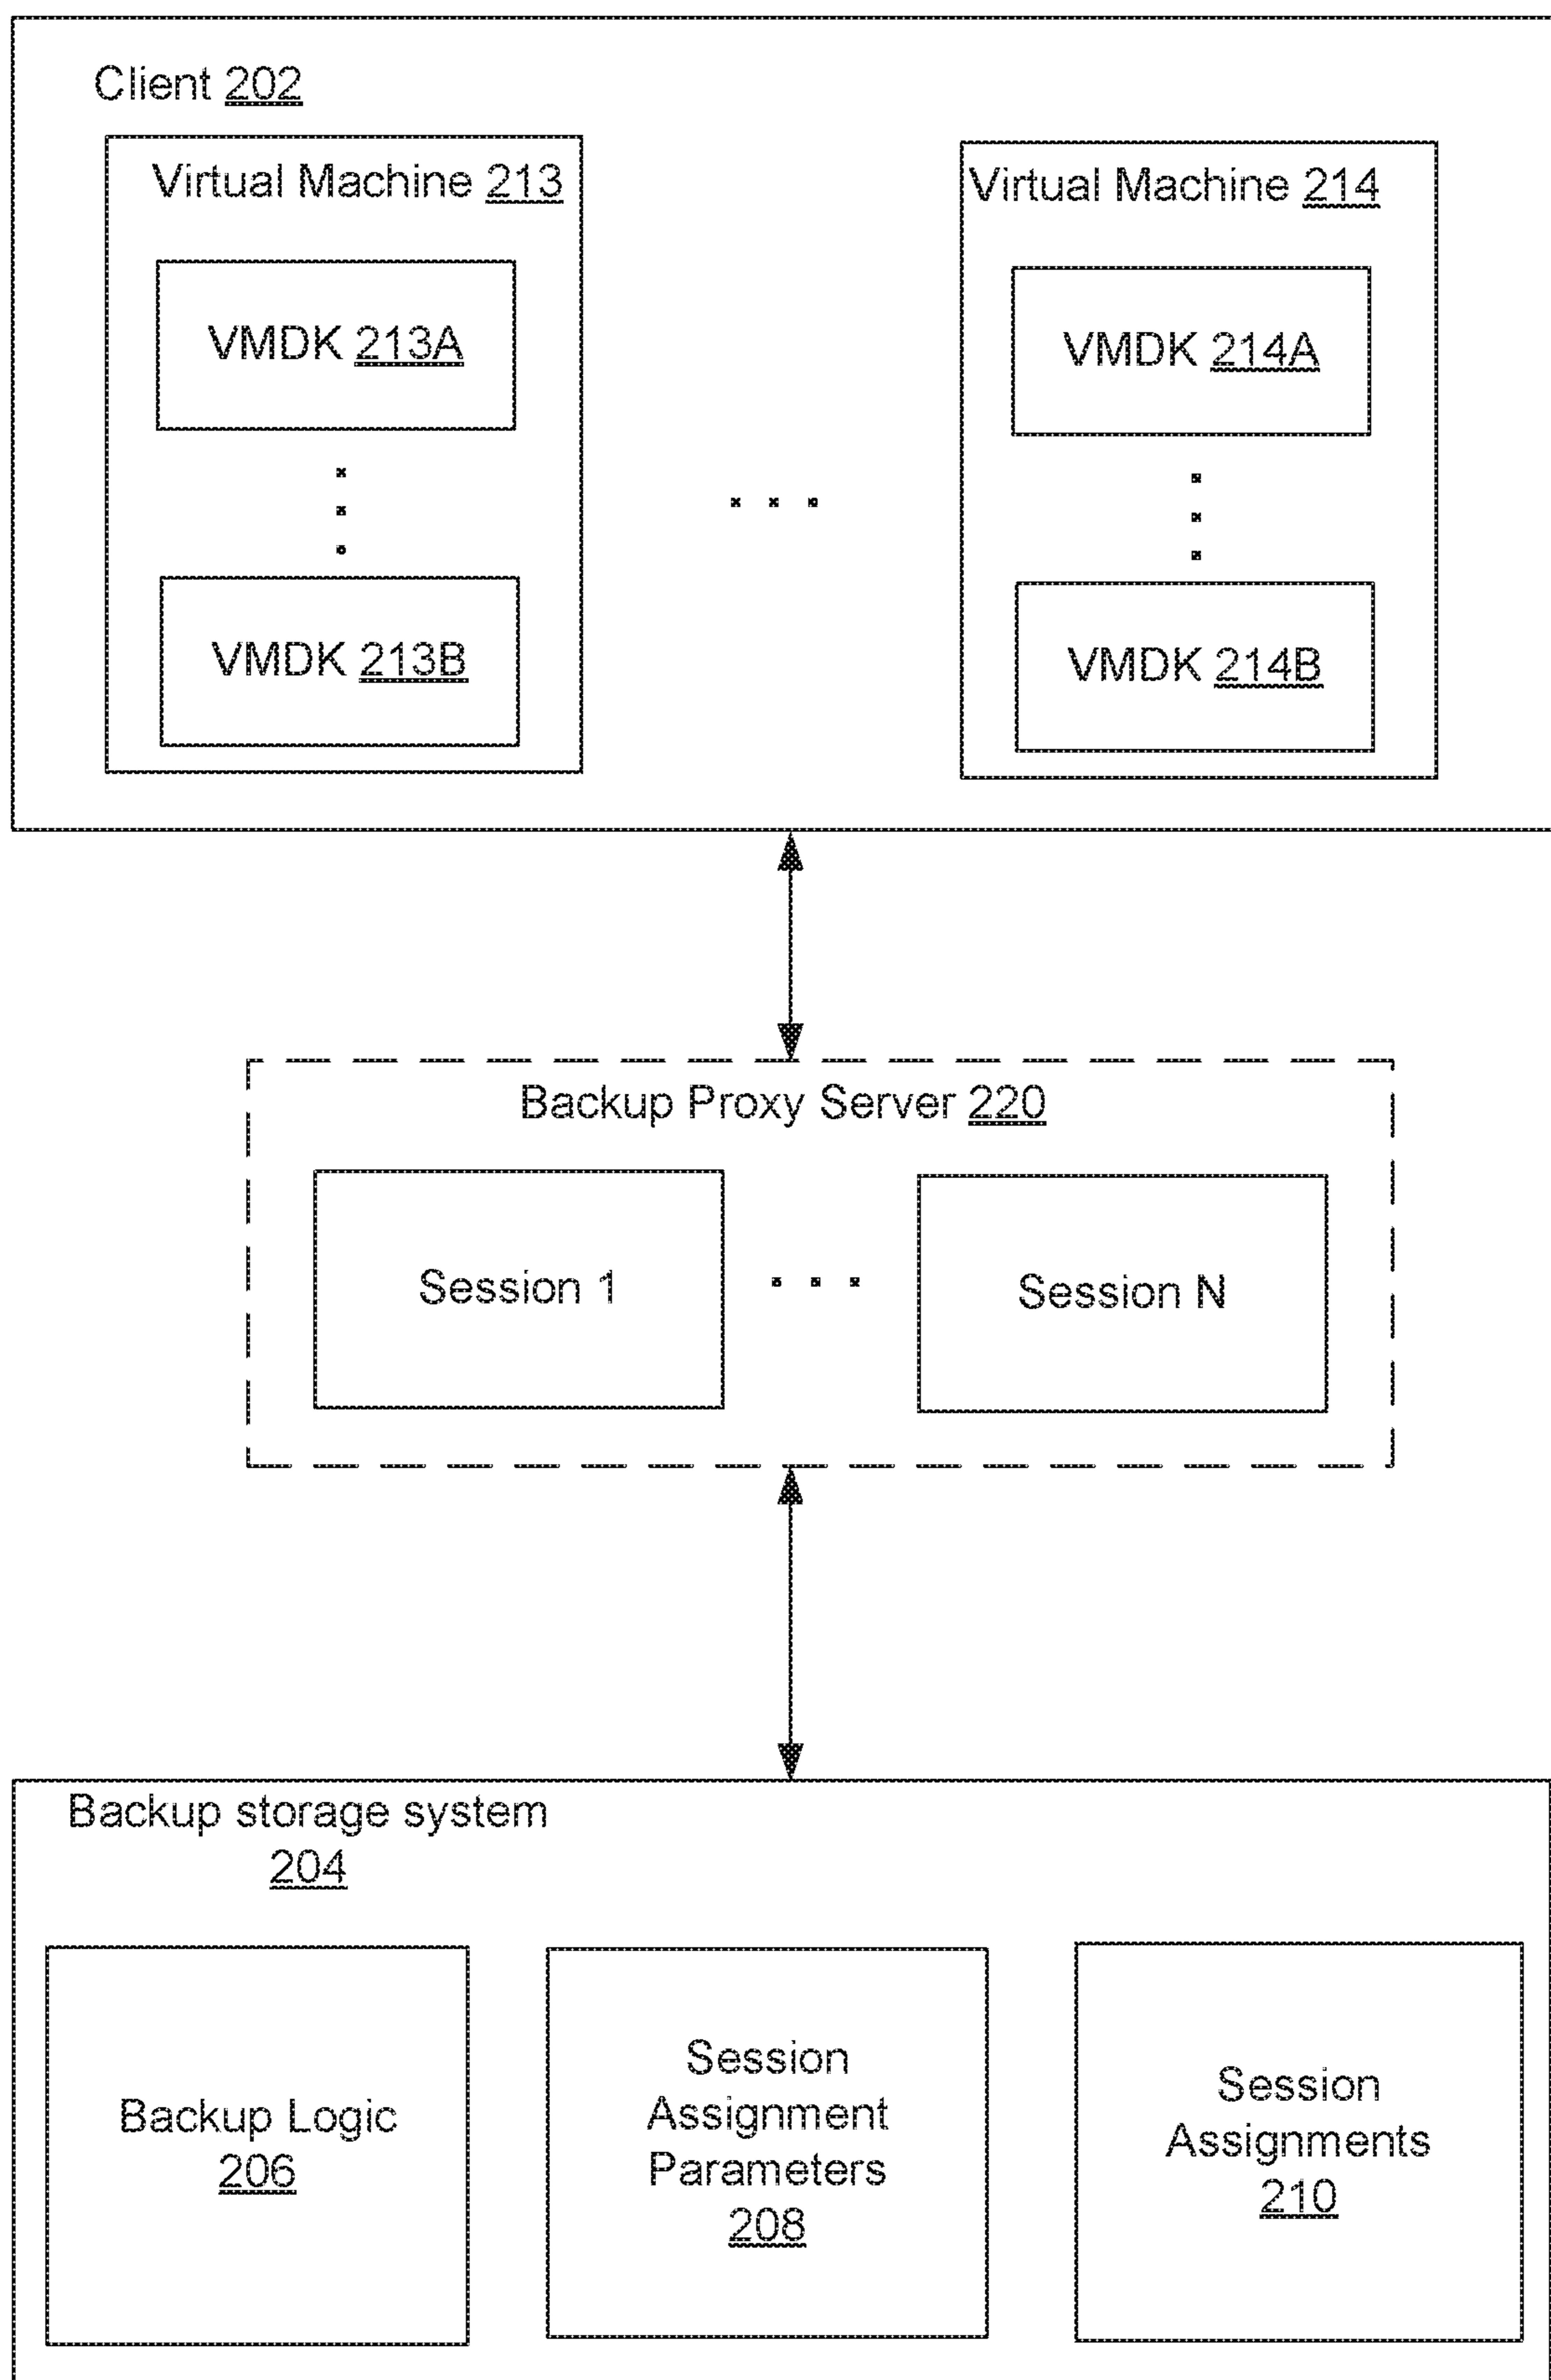 Client 202
Virtual Machine 213
Virtual Machine 214
VMDK 213A
VMDK 214A
VMDK 213B
VMDK 214B
Backup Proxy Server 220
Session 1
Session N
Backup storage system
204
Backup Logic
206
Session
Assignment
Parameters
208
Session
Assignments
210